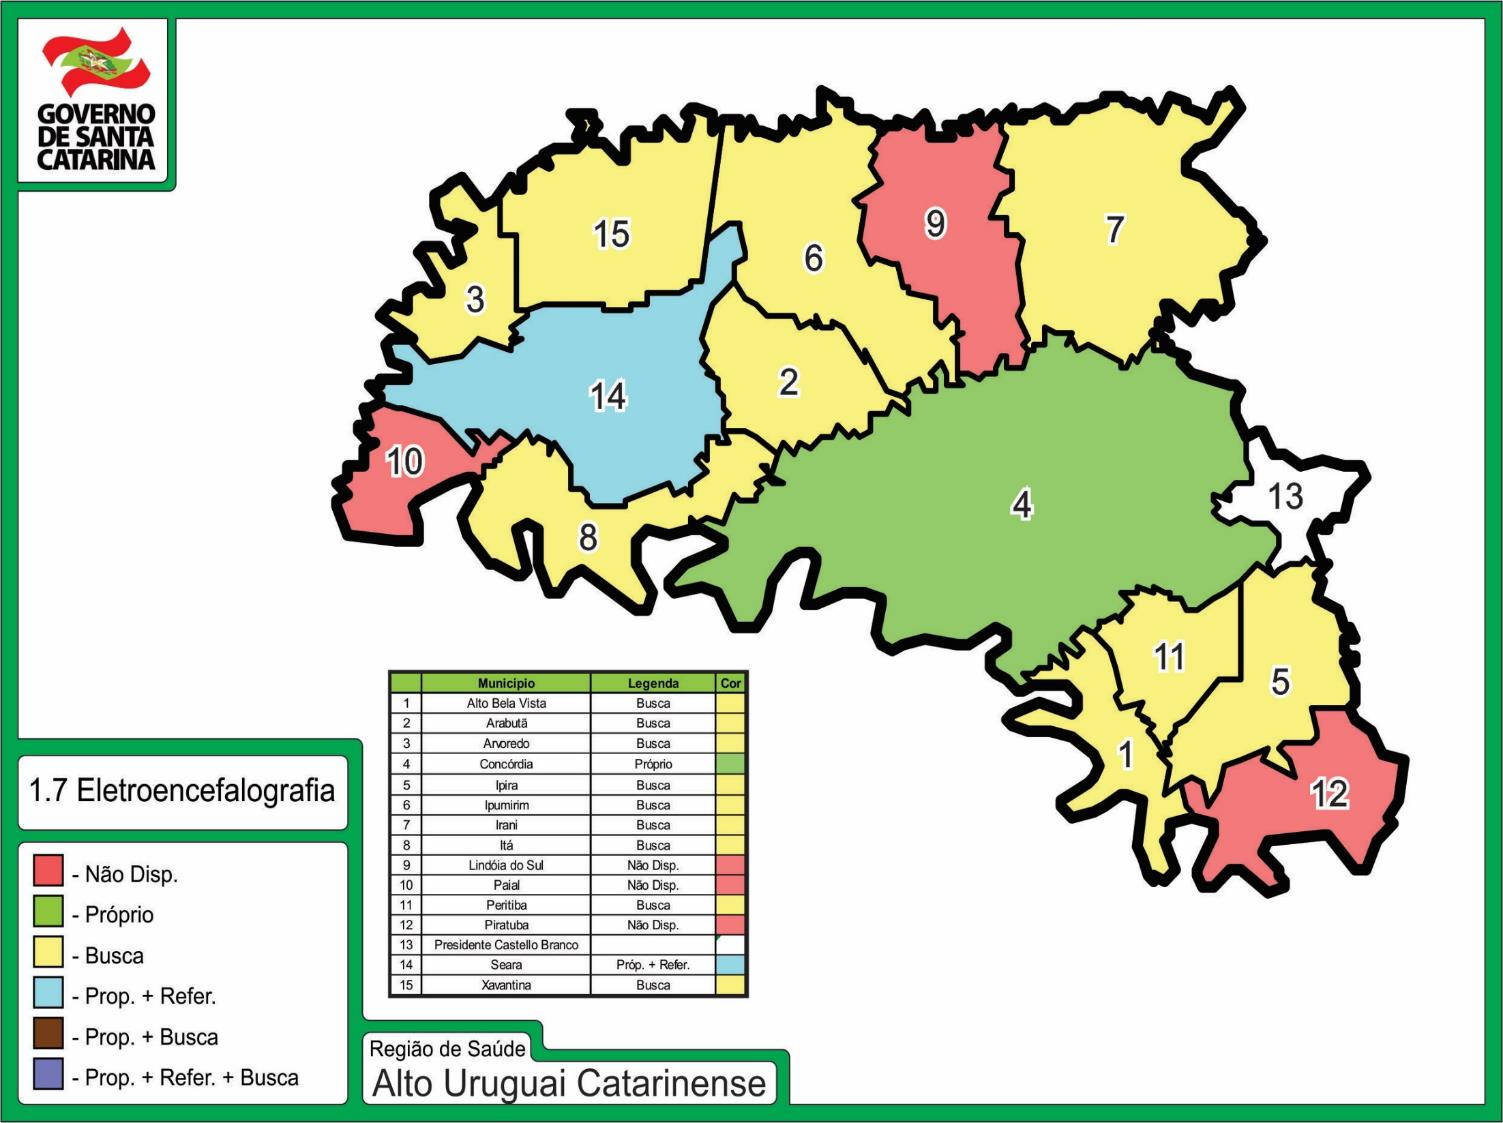 GOVERNO
DE SANTA
CATARINA
15
6
9
7
3
14
2
10
4
13
8
11
5
1
12
Município Legenda Cor
1 Alto Bela Vista Busca
2 Arabutã Busca
3 Arvoredo Busca
4 Concórdia Próprio
5 Ipira Busca
6 Ipumirim Busca
7 Irani Busca
8 Itá Busca
9 Lindóia do Sul Não Disp.
10 Paial Não Disp.
11 Peritiba Busca
12 Piratuba Não Disp.
13 Presidente Castello Branco
14 Seara Próp. + Refer.
15 Xavantina Busca
1.7 Eletroencefalografia
- Não Disp.
- Próprio
- Busca
- Prop. + Refer.
- Prop. + Busca
- Prop. + Refer. + Busca
Região de Saúde
Alto Uruguai Catarinense